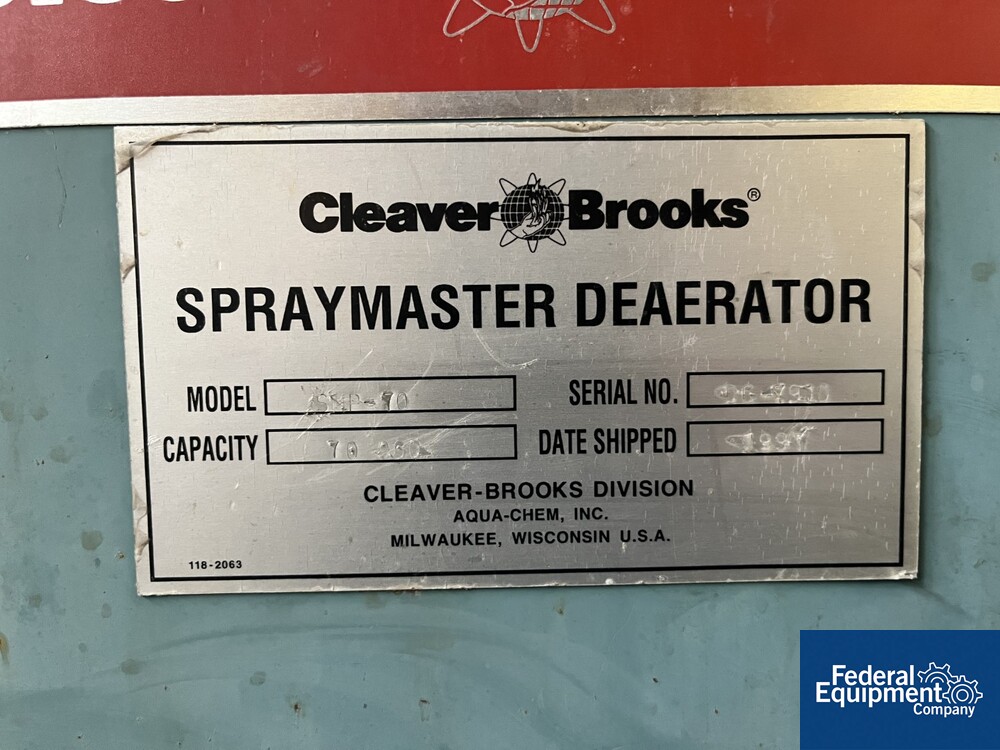 Cleaver Brooks®
SPRAYMASTER DEAERATOR
MODEL
SERIAL NO.
CAPACITY
DATE SHIPPED
CLEAVER-BROOKS DIVISION
AQUA-CHEM, INC.
MILWAUKEE, WISCONSIN U.S.A.
118-2063
Federal
Equipment
Company